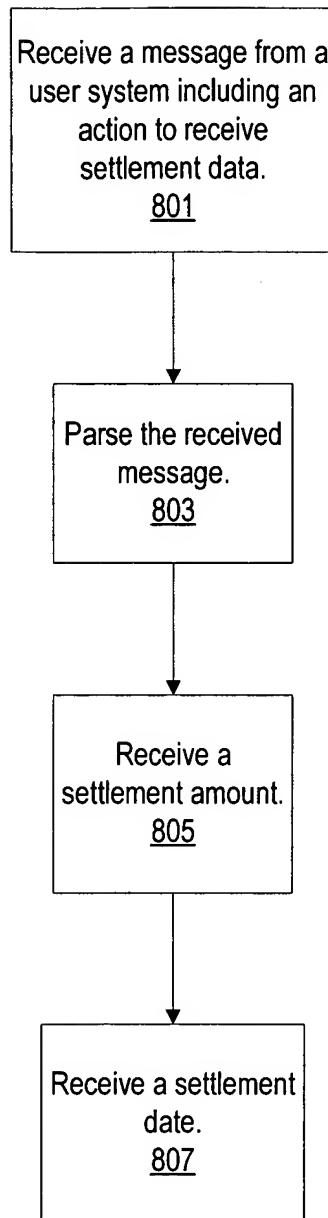 Receive a message from a
user system including an
action to receive
settlement data.
801
Parse the received
message.
803
Receive a
settlement amount.
805
Receive a settlement
date.
807